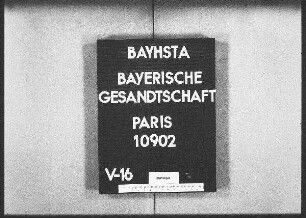 BAYHSTA
BAYERISCHE
GESANDTSCHAFT
PARIS
10902
V-16